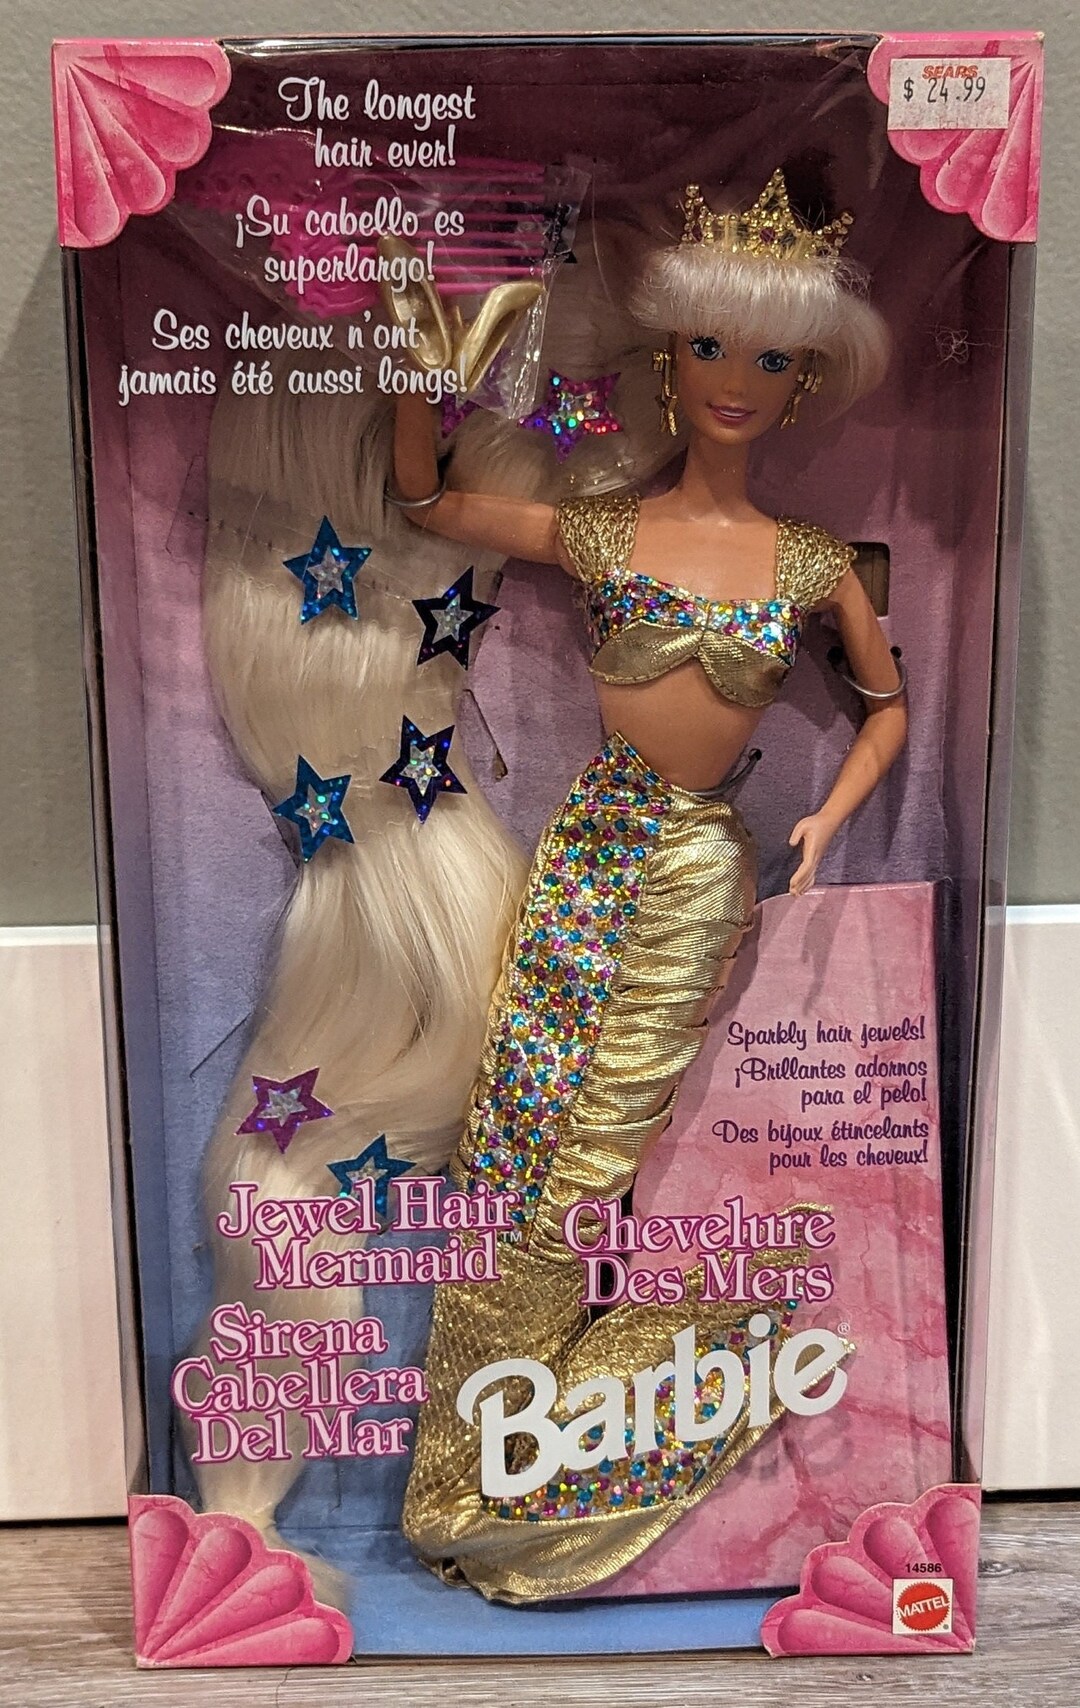 SEARS
$ 24.99
The longest
hair ever!
¡Su cabello es
superlargo!
Ses cheveux n'ont
jamais été aussi longs!
Sparkly hair jewels!
¡Brillantes adornos
para el pelo!
Des bijoux étincelants
pour les cheveux!
Jewel Hair
Mermaid™
Chevelure
Des Mers
Sirena
Cabellera
Del Mar
Barbie®
14586
MATTEL®